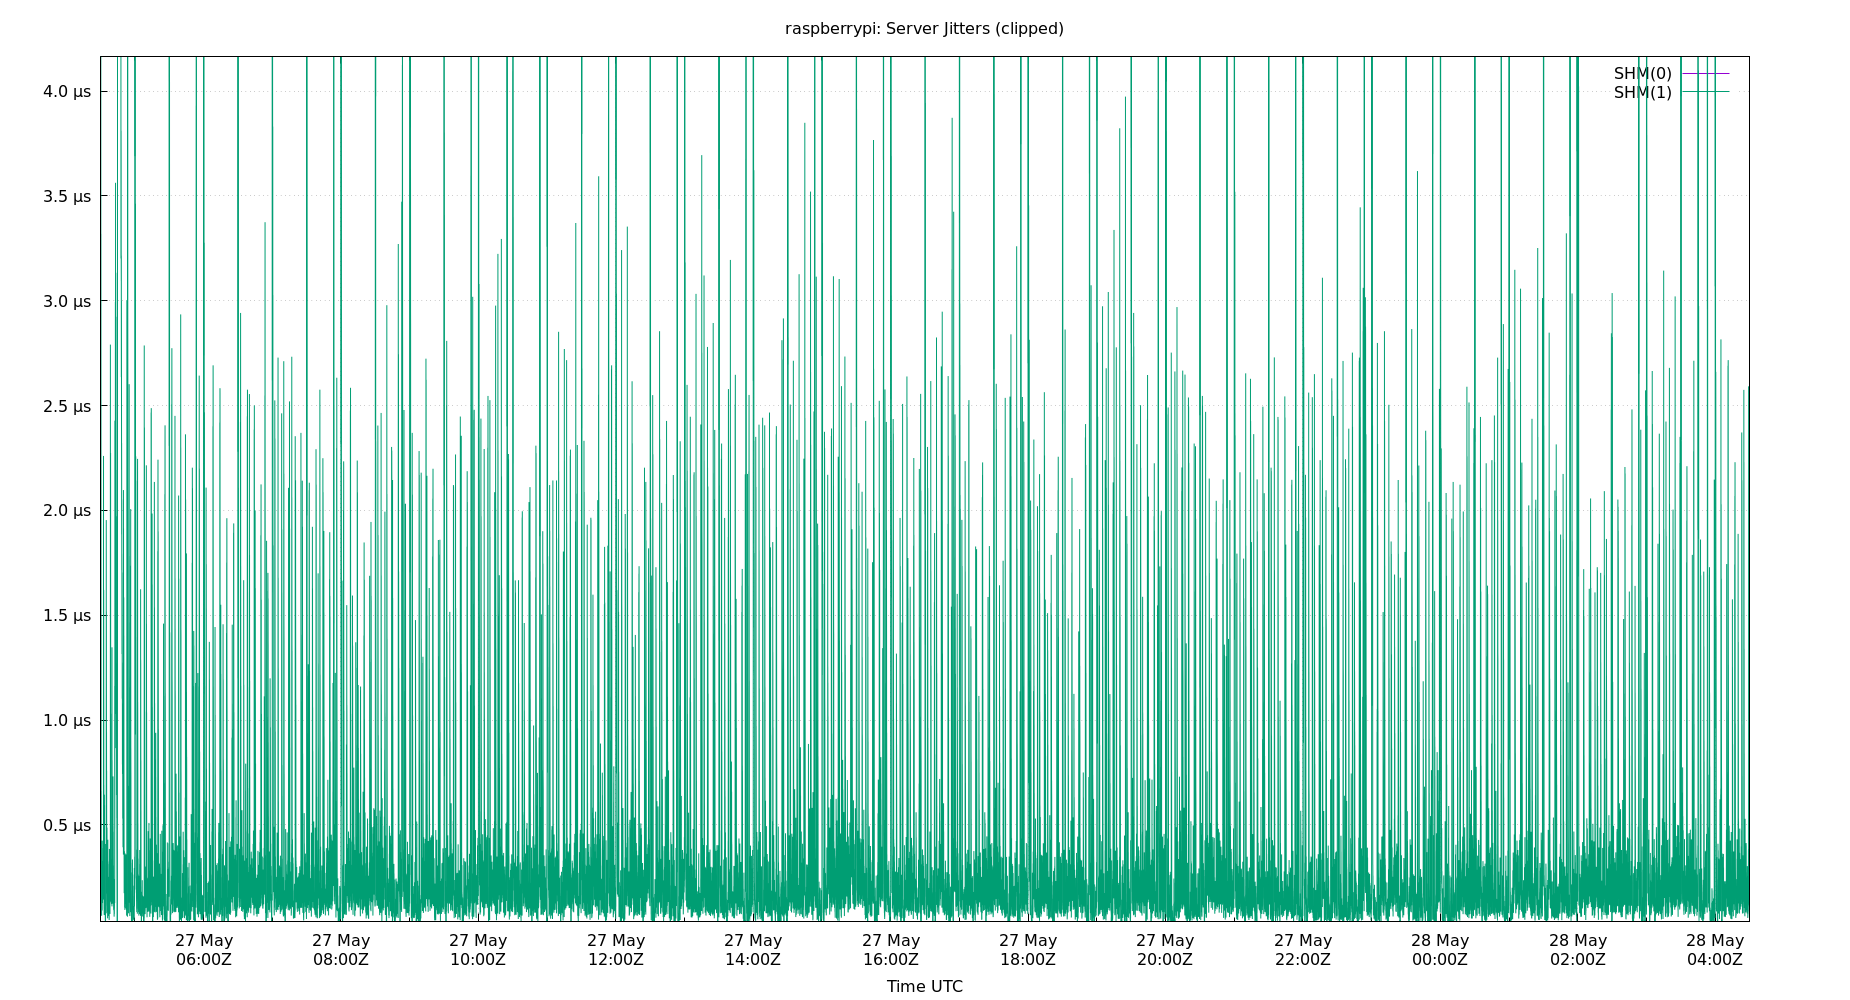 raspberrypi: Server Jitters (clipped)
SHM(0)
SHM(1)
4.0 µs
3.5 µs
3.0 µs
2.5 µs
2.0 µs
1.5 µs
1.0 µs
0.5 µs
27 May 27 May 27 May 27 May 27 May 27 May 27 May 27 May 27 May 28 May 28 May 28 May
06:00Z 08:00Z 10:00Z 12:00Z 14:00Z 16:00Z 18:00Z 20:00Z 22:00Z 00:00Z 02:00Z 04:00Z
Time UTC